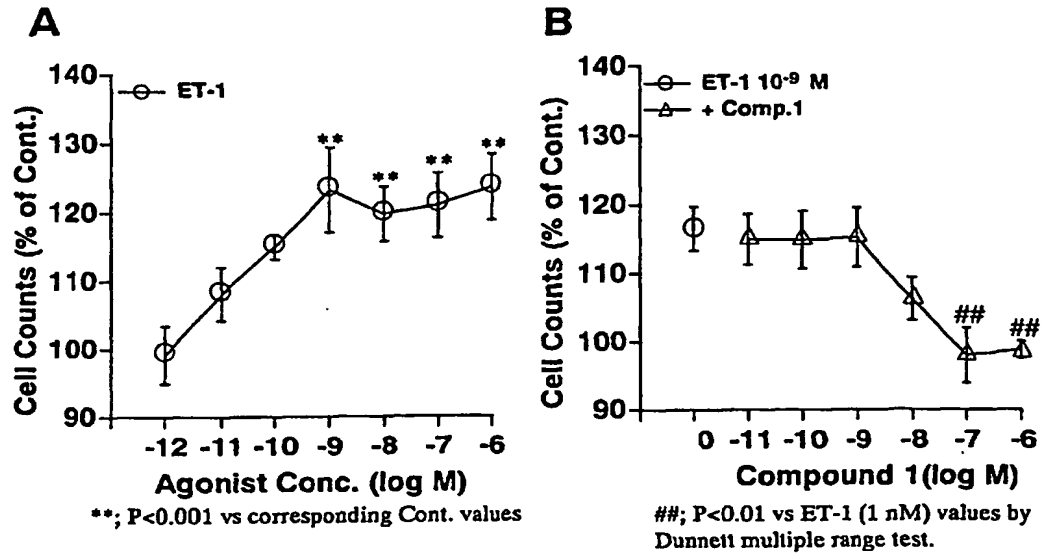 A
Cell Counts (% of Cont.)
140
130
120
110
100
90
ET-1
**
**
**
**
-12 -11 -10 -9 -8 -7 -6
Agonist Conc. (log M)
**; P<0.001 vs corresponding Cont. values
B
Cell Counts (% of Cont.)
140
130
120
110
100
90
ET-1 10-9 M
+ Comp.1
##
##
0 -11 -10 -9 -8 -7 -6
Compound 1(log M)
##; P<0.01 vs ET-1 (1 nM) values by
Dunnett multiple range test.